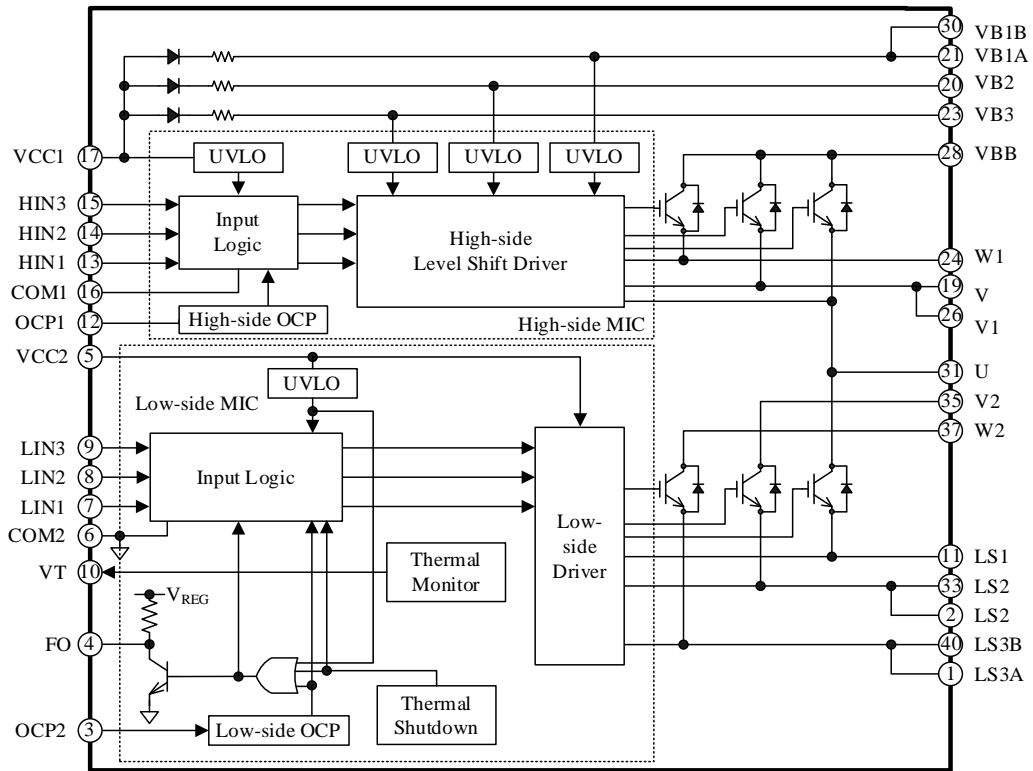 30 VB1B
21 VB1A
20 VB2
23 VB3
VCC1 17
UVLO
UVLO
UVLO
UVLO
28 VBB
HIN3 15
HIN2 14
HIN1 13
COM1 16
OCP1 12
Input
Logic
High-side
Level Shift Driver
High-side OCP
High-side MIC
24 W1
19 V
26 V1
VCC2 5
UVLO
Low-side MIC
31 U
35 V2
37 W2
LIN3 9
LIN2 8
LIN1 7
COM2 6
Input Logic
Low-
side
Driver
VT 10
Thermal
Monitor
11 LS1
33 LS2
2 LS2
40 LS3B
1 LS3A
VREG
FO 4
OCP2 3
Low-side OCP
Thermal
Shutdown